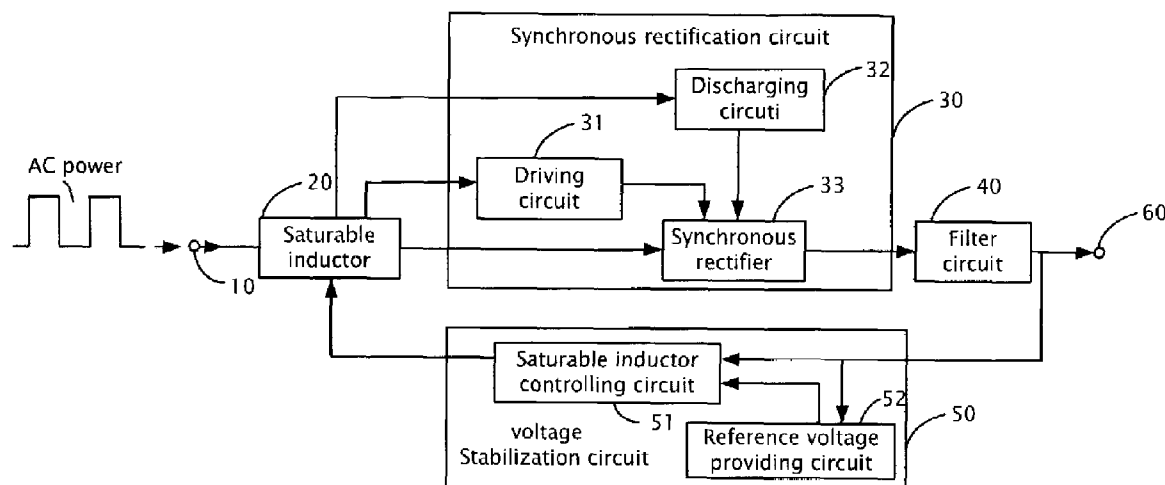 Synchronous rectification circuit
32
Discharging
circuti
30
31
AC power
20
Driving
circuit
33
40
60
Saturable
inductor
Synchronous
rectifier
Filter
circuit
10
Saturable inductor
controlling circuit
52
51
50
voltage
Stabilization circuit
Reference voltage
providing circuit